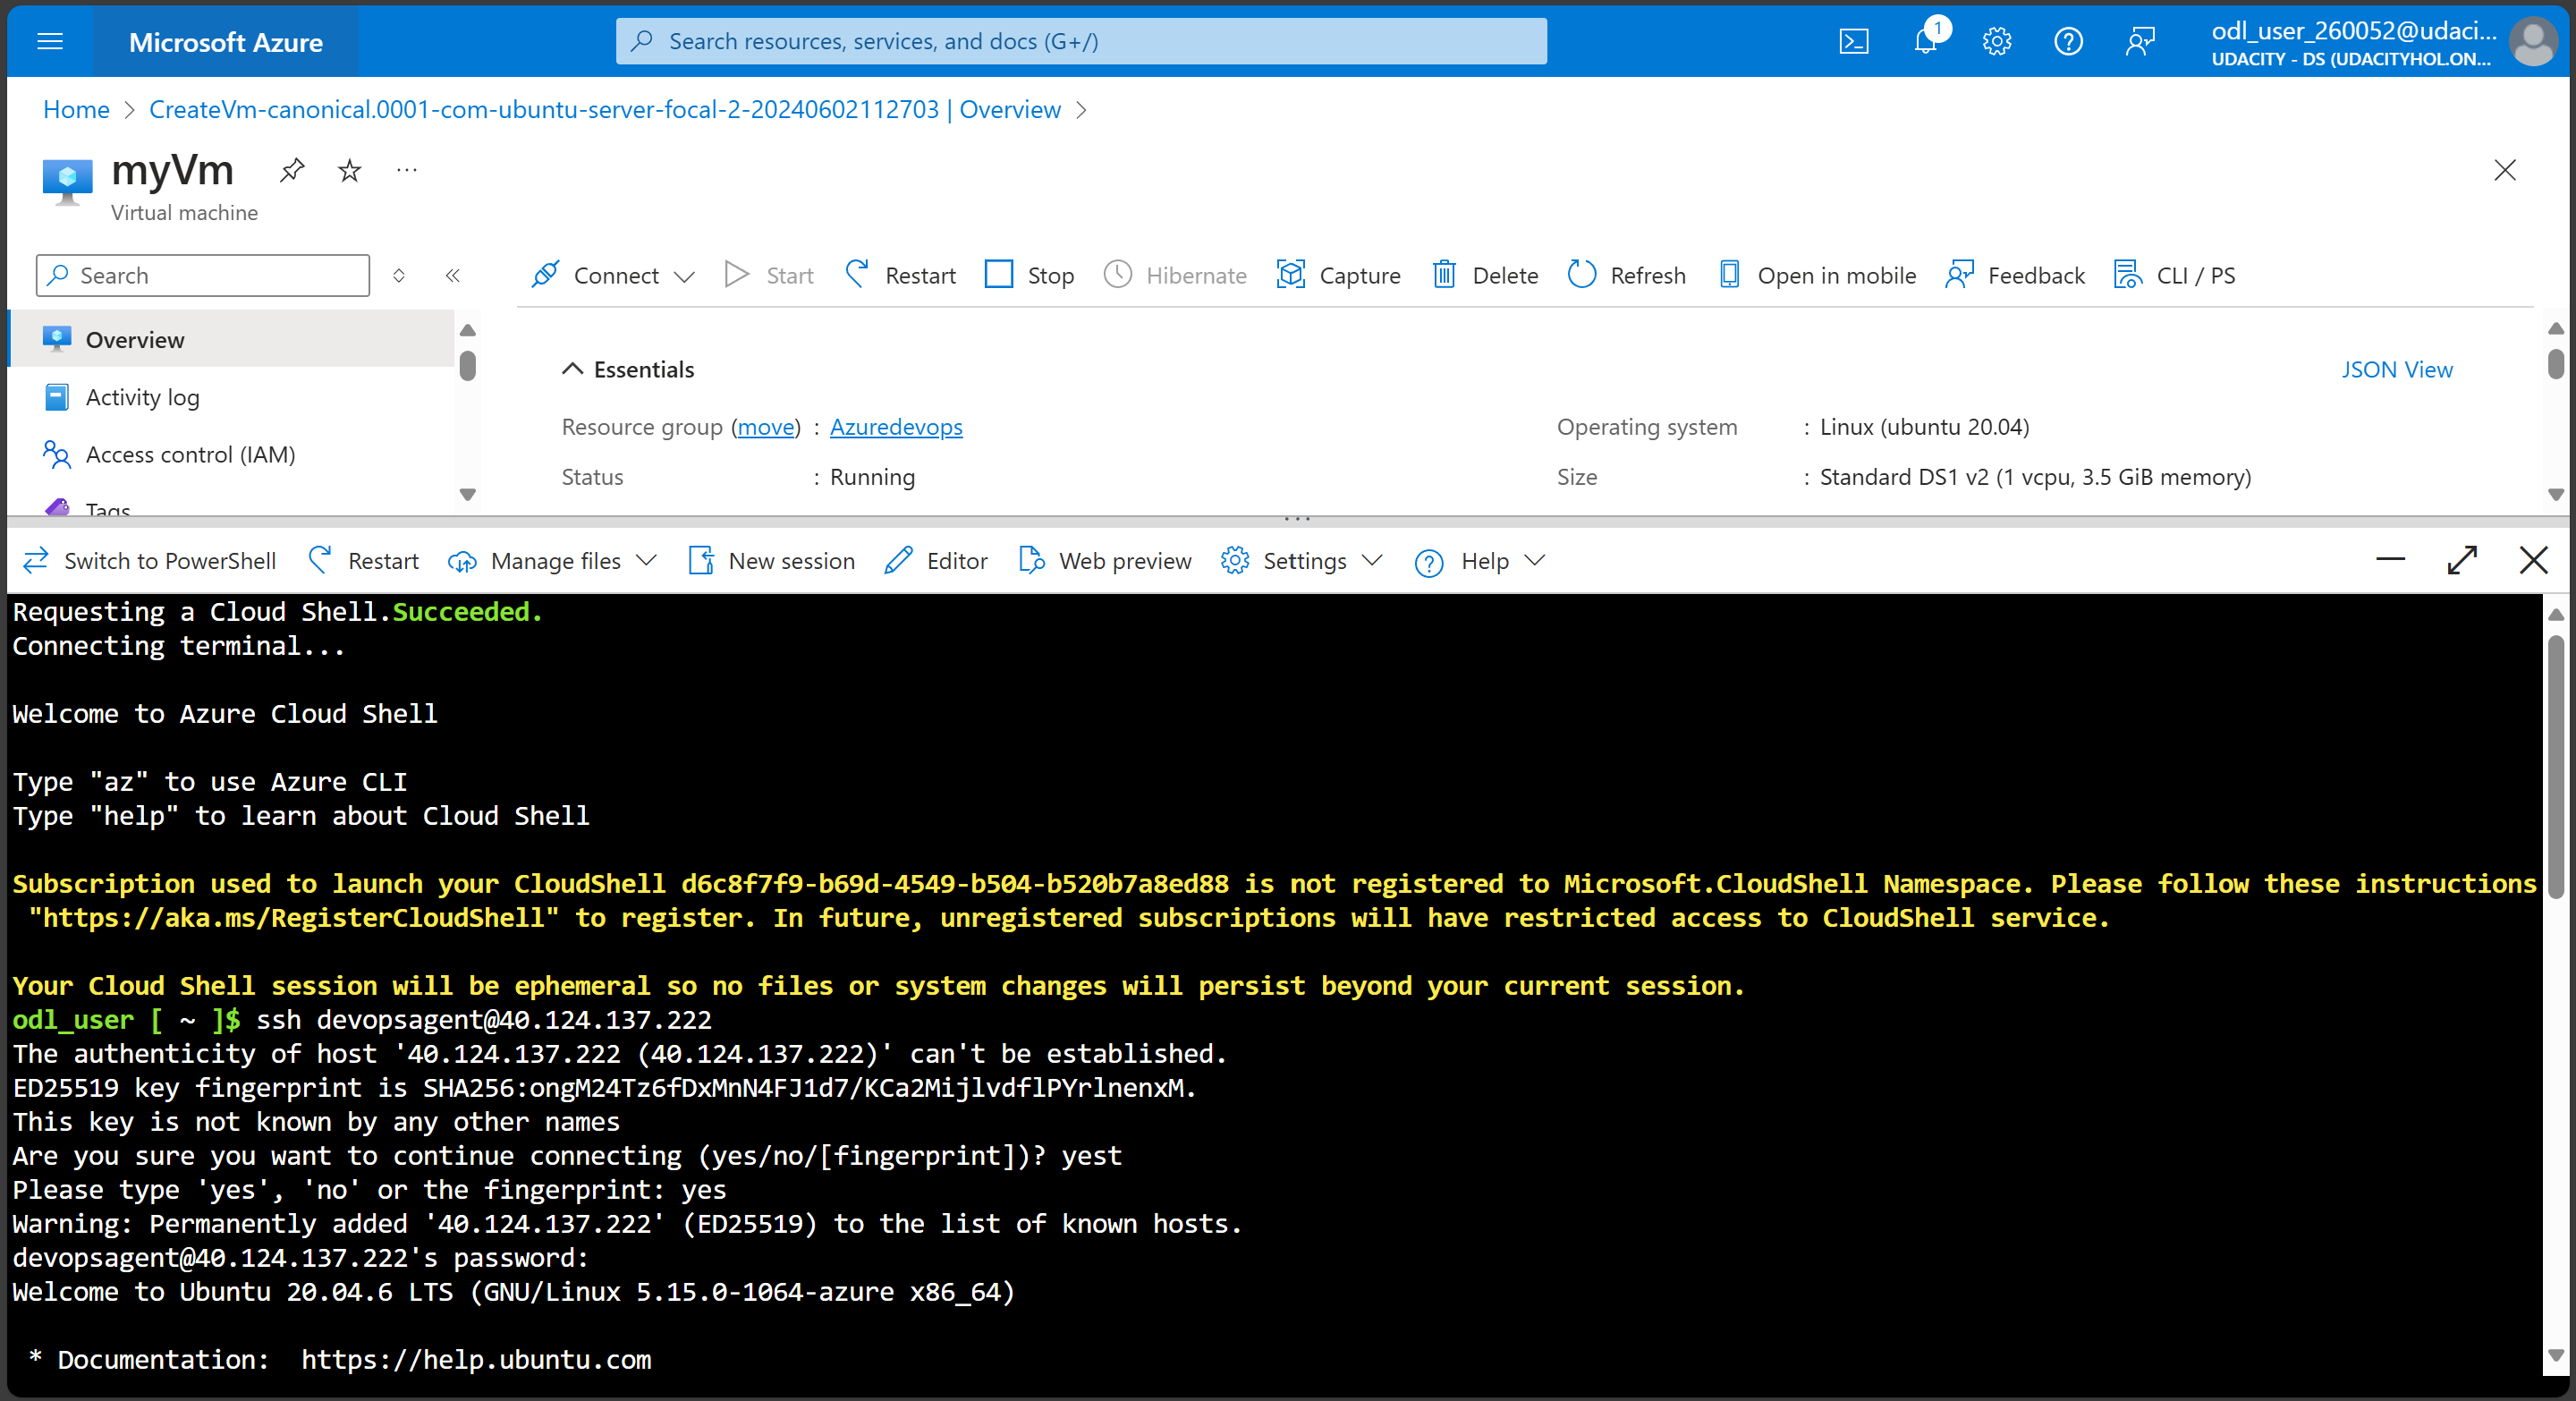 Microsoft Azure
Search resources, services, and docs (G+/)
1
odl_user_260052@udaci...
UDACITY - DS (UDACITYHOL.ON...
Home > CreateVm-canonical.0001-com-ubuntu-server-focal-2-20240602112703 | Overview >
myVm
Virtual machine
Search
Connect Start Restart Stop Hibernate Capture Delete Refresh Open in mobile Feedback CLI / PS
Overview
Activity log
Access control (IAM)
Tags
Essentials
JSON View
Resource group (move) : Azuredevops
Operating system : Linux (ubuntu 20.04)
Status : Running
Size : Standard DS1 v2 (1 vcpu, 3.5 GiB memory)
Switch to PowerShell Restart Manage files New session Editor Web preview Settings Help
Requesting a Cloud Shell.Succeeded.
Connecting terminal...
Welcome to Azure Cloud Shell
Type "az" to use Azure CLI
Type "help" to learn about Cloud Shell
Subscription used to launch your CloudShell d6c8f7f9-b69d-4549-b504-b520b7a8ed88 is not registered to Microsoft.CloudShell Namespace. Please follow these instructions
"https://aka.ms/RegisterCloudShell" to register. In future, unregistered subscriptions will have restricted access to CloudShell service.
Your Cloud Shell session will be ephemeral so no files or system changes will persist beyond your current session.
odl_user [ ~ ]$ ssh devopsagent@40.124.137.222
The authenticity of host '40.124.137.222 (40.124.137.222)' can't be established.
ED25519 key fingerprint is SHA256:ongM24Tz6fDxMnN4FJ1d7/KCa2MijlvdflPYrlnenxM.
This key is not known by any other names
Are you sure you want to continue connecting (yes/no/[fingerprint])? yest
Please type 'yes', 'no' or the fingerprint: yes
Warning: Permanently added '40.124.137.222' (ED25519) to the list of known hosts.
devopsagent@40.124.137.222's password:
Welcome to Ubuntu 20.04.6 LTS (GNU/Linux 5.15.0-1064-azure x86_64)
* Documentation:  https://help.ubuntu.com